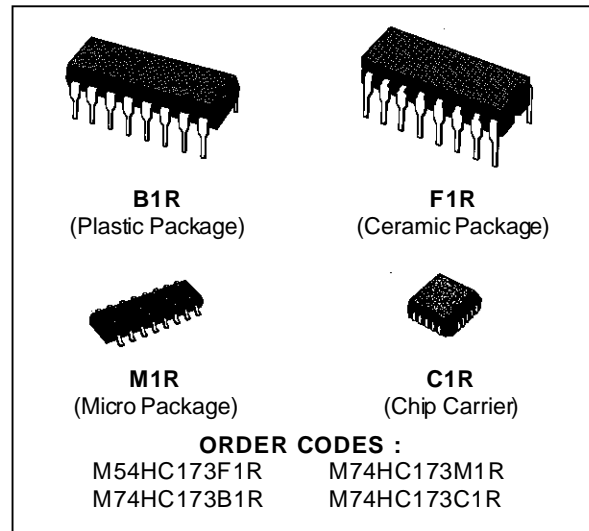 B1R
(Plastic Package)
F1R
(Ceramic Package)
M1R
(Micro Package)
C1R
(Chip Carrier)
ORDER CODES :
M54HC173F1R M74HC173M1R
M74HC173B1R M74HC173C1R